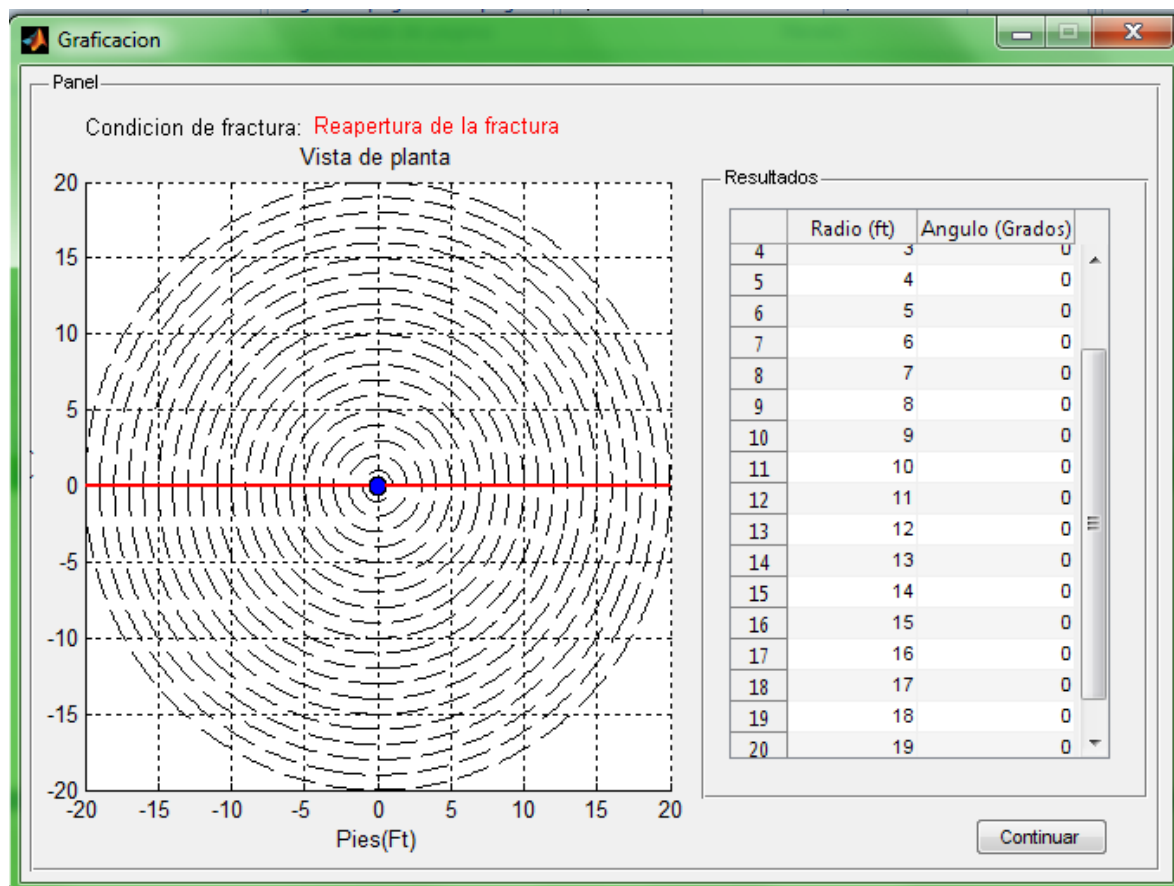 Graficacion
Panel
Condicion de fractura: Reapertura de la fractura
Vista de planta
20
15
10
5
0
-5
-10
-15
-20
-20 -15 -10 -5 0 5 10 15 20
Pies(Ft)
Resultados
Radio (ft) Angulo (Grados)
4 3 0
5 4 0
6 5 0
7 6 0
8 7 0
9 8 0
10 9 0
11 10 0
12 11 0
13 12 0
14 13 0
15 14 0
16 15 0
17 16 0
18 17 0
19 18 0
20 19 0
Continuar